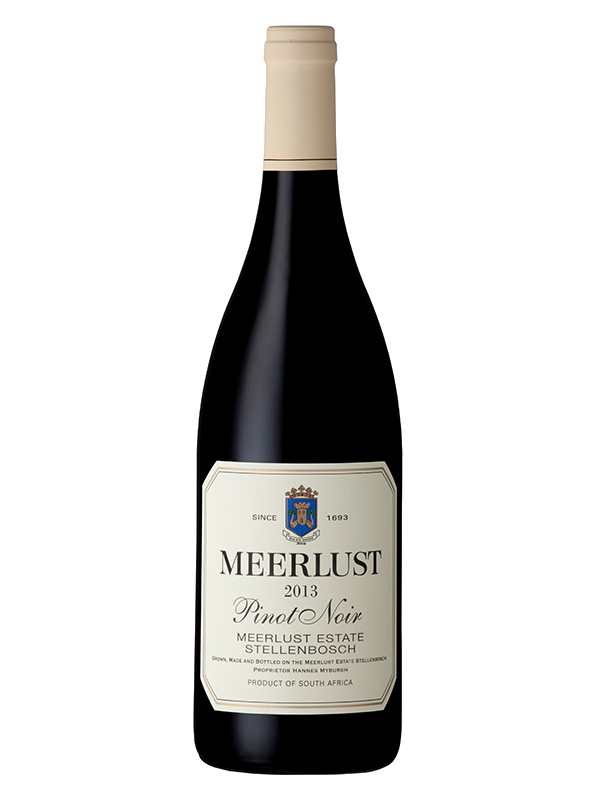 SINCE 1693
MEERLUST
2013
Pinot Noir
MEERLUST ESTATE
STELLENBOSCH
GROWN, MADE AND BOTTLED ON THE MEERLUST ESTATE STELLENBOSCH
PROPRIETOR HANNES MYBURGH
PRODUCT OF SOUTH AFRICA